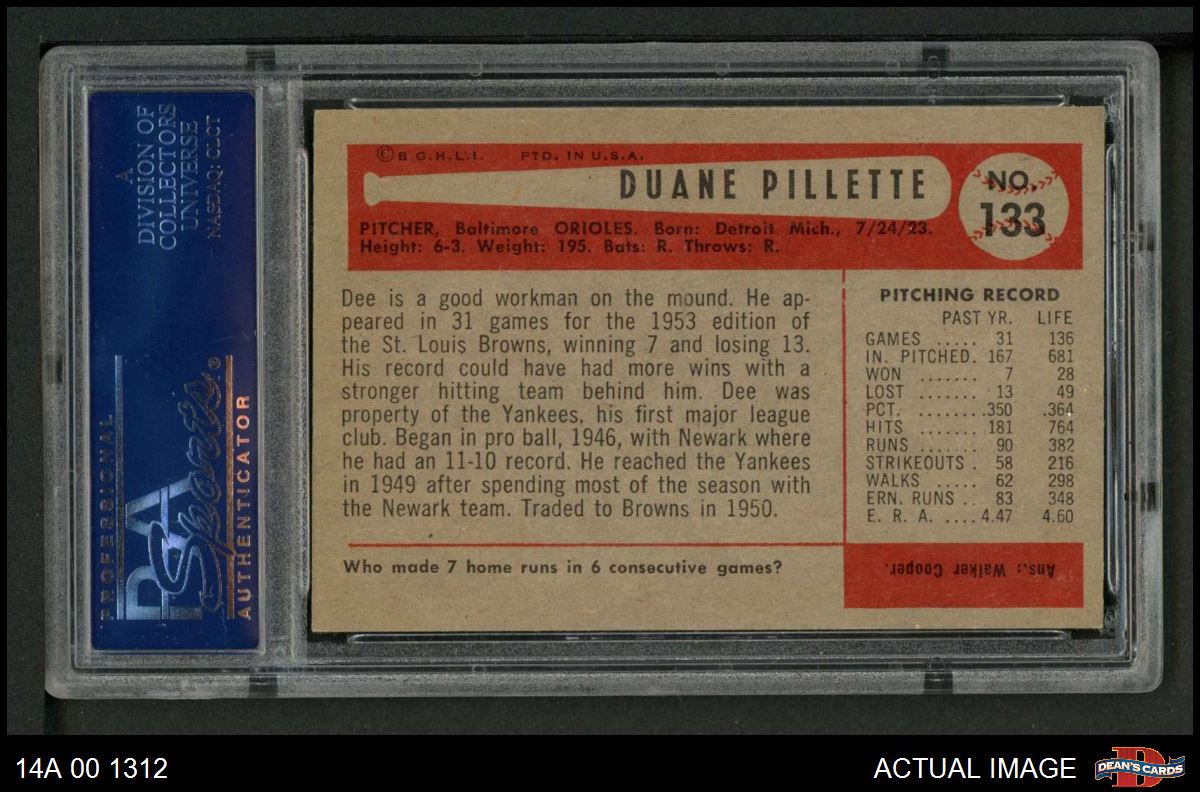 A
DIVISION OF
COLLECTORS
UNIVERSE
NASDAQ: CLCT
PROFESSIONAL
PSA
Sports®
AUTHENTICATOR
© B.G.H.L.I. PTD. IN U.S.A.
DUANE PILLETTE
NO.
133
PITCHER, Baltimore ORIOLES. Born: Detroit Mich., 7/24/23.
Height: 6-3. Weight: 195. Bats: R. Throws: R.
Dee is a good workman on the mound. He ap-
peared in 31 games for the 1953 edition of
the St. Louis Browns, winning 7 and losing 13.
His record could have had more wins with a
stronger hitting team behind him. Dee was
property of the Yankees, his first major league
club. Began in pro ball, 1946, with Newark where
he had an 11-10 record. He reached the Yankees
in 1949 after spending most of the season with
the Newark team. Traded to Browns in 1950.
PITCHING RECORD
PAST YR. LIFE
GAMES ..... 31 136
IN. PITCHED. 167 681
WON ....... 7 28
LOST ....... 13 49
PCT. ........350 .364
HITS ....... 181 764
RUNS ....... 90 382
STRIKEOUTS . 58 216
WALKS ..... 62 298
ERN. RUNS .. 83 348
E. R. A. ....4.47 4.60
Who made 7 home runs in 6 consecutive games?
Ans.: Walker Cooper.
14A 00 1312
ACTUAL IMAGE
DEAN'S CARDS